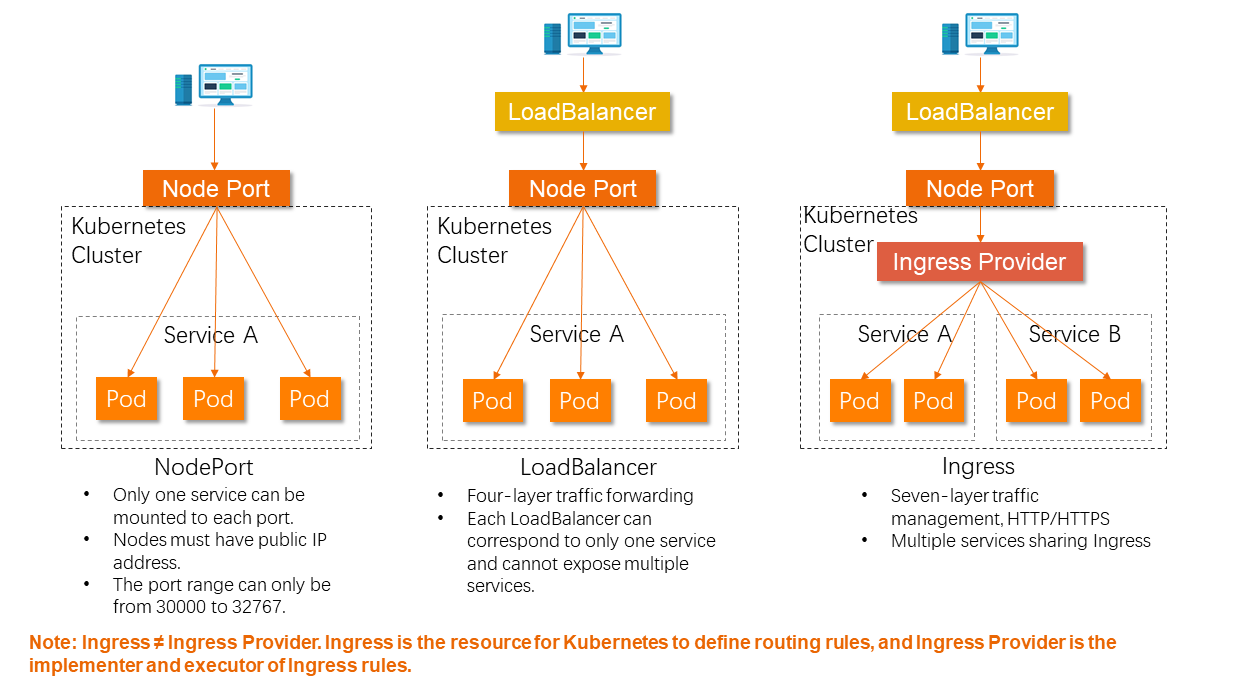 Node Port
Kubernetes
Cluster
Service A
Pod
Pod
Pod
NodePort
• Only one service can be
mounted to each port.
• Nodes must have public IP
address.
• The port range can only be
from 30000 to 32767.
LoadBalancer
Node Port
Kubernetes
Cluster
Service A
Pod
Pod
Pod
LoadBalancer
• Four-layer traffic forwarding
• Each LoadBalancer can
correspond to only one service
and cannot expose multiple
services.
LoadBalancer
Node Port
Kubernetes
Cluster
Ingress Provider
Service A
Pod
Pod
Service B
Pod
Pod
Ingress
• Seven-layer traffic
management, HTTP/HTTPS
• Multiple services sharing Ingress
Note: Ingress ≠ Ingress Provider. Ingress is the resource for Kubernetes to define routing rules, and Ingress Provider is the
implementer and executor of Ingress rules.